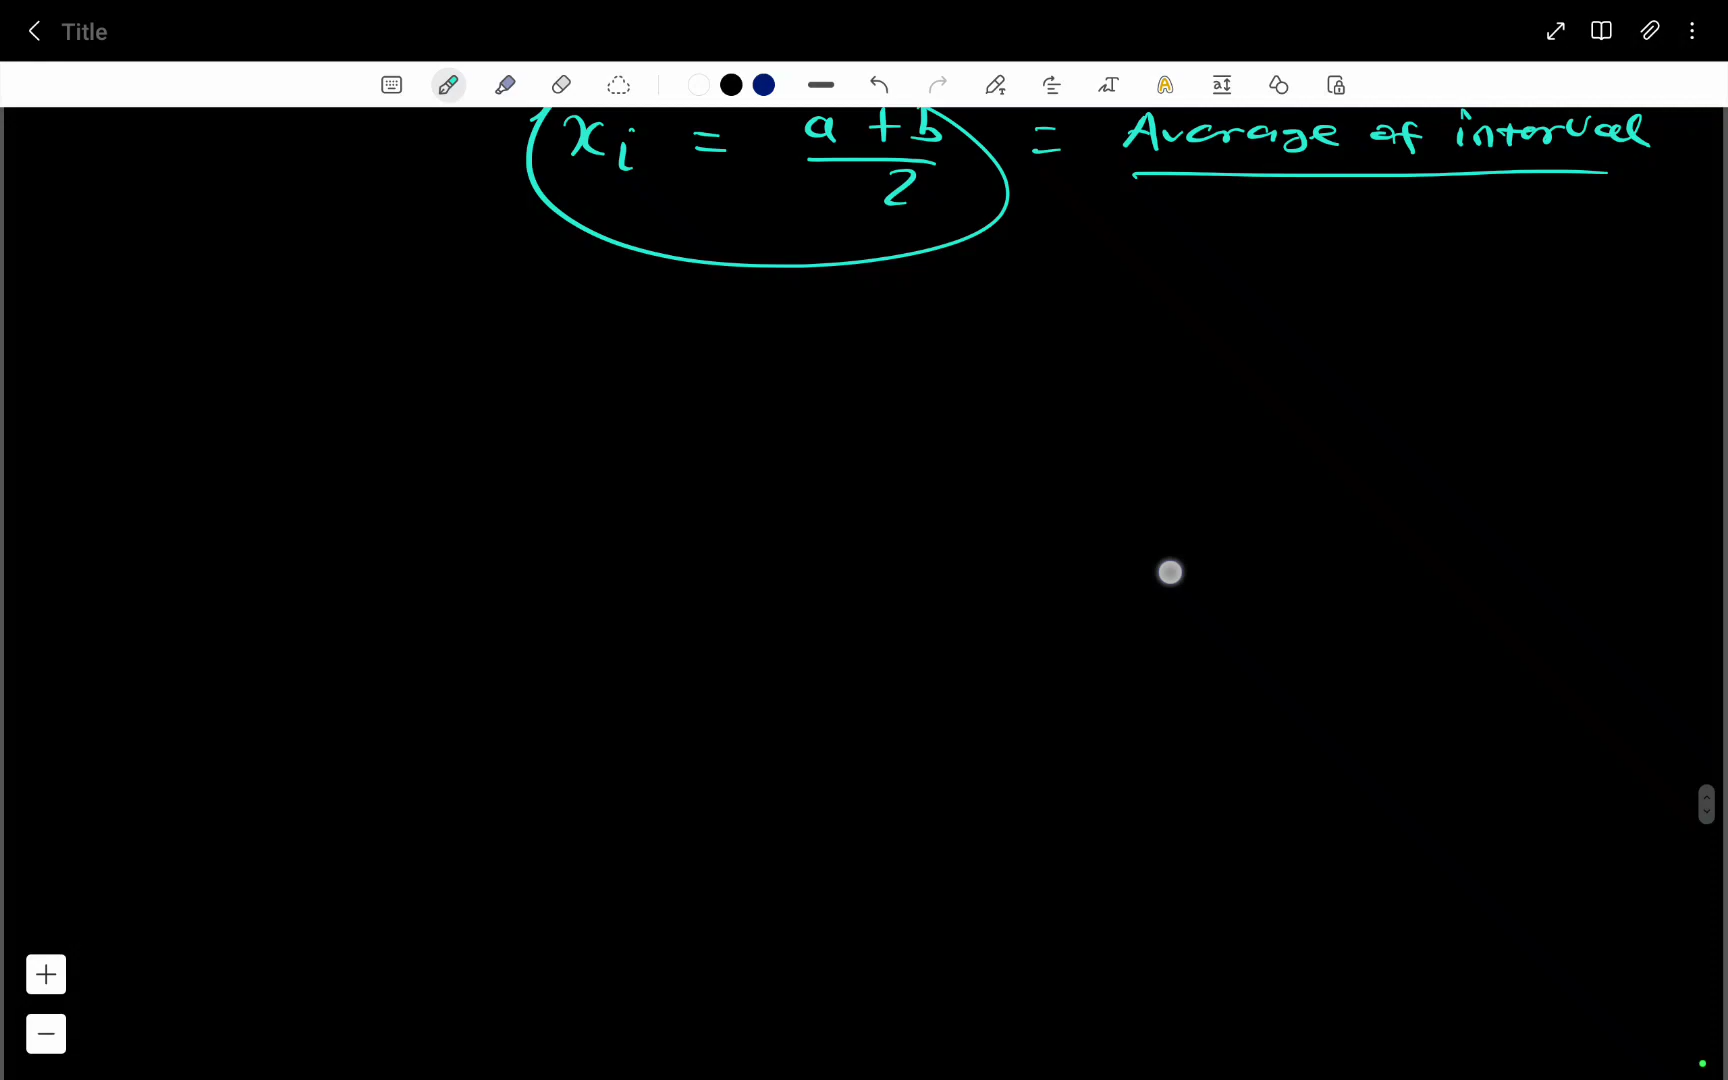 Title
xi = a + b / 2 = Average of interval